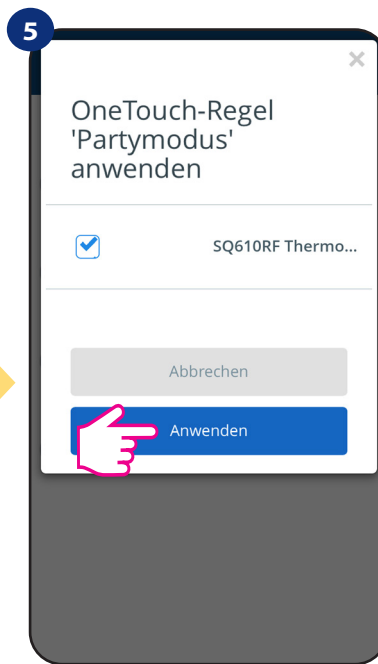 5
×
OneTouch-Regel
'Partymodus'
anwenden
SQ610RF Thermo...
Abbrechen
Anwenden